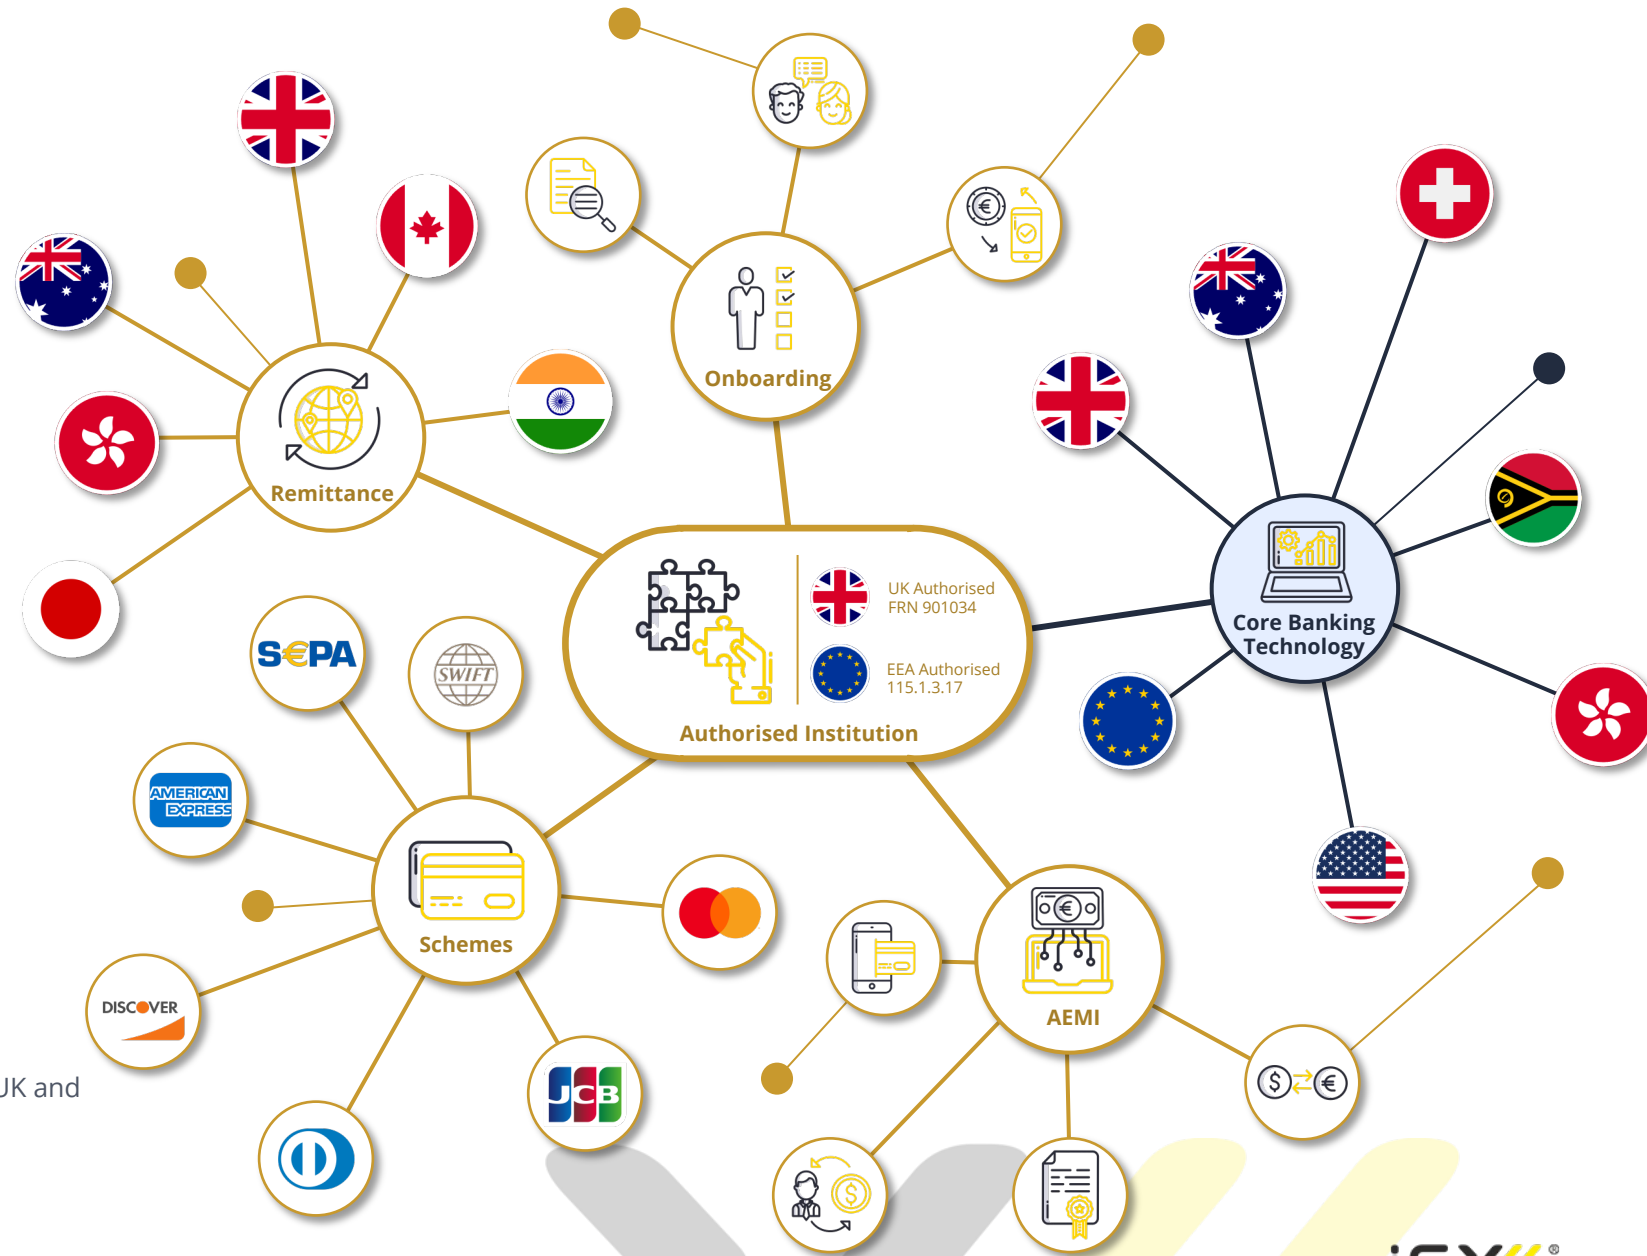 Onboarding
Remittance
UK Authorised
FRN 901034
EEA Authorised
115.1.3.17
Authorised Institution
Core Banking
Technology
S€PA
SWIFT
AMERICAN
EXPRESS
Schemes
DISCOVER
JCB
AEMI
UK and